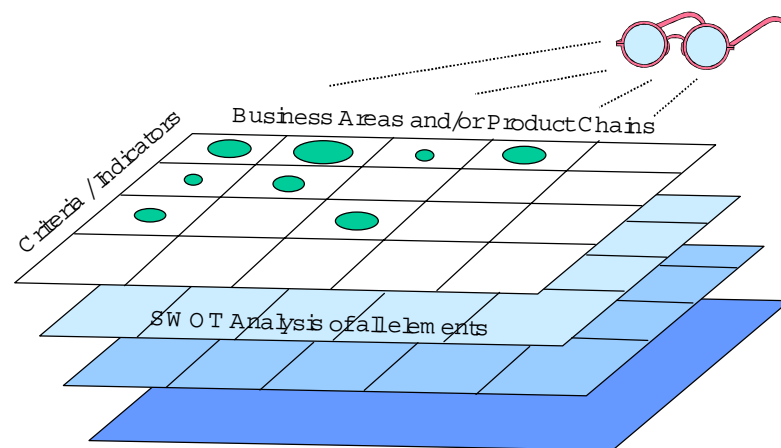 Business Areas and/or Product Chains
Criteria / Indicators
SWOT Analysis of all elements